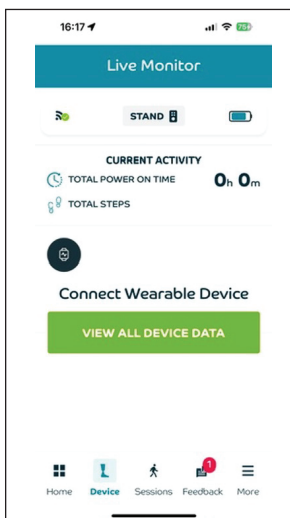 16:17
75
Live Monitor
STAND
CURRENT ACTIVITY
TOTAL POWER ON TIME 0h 0m
TOTAL STEPS
Connect Wearable Device
VIEW ALL DEVICE DATA
1
Home Device Sessions Feedback More